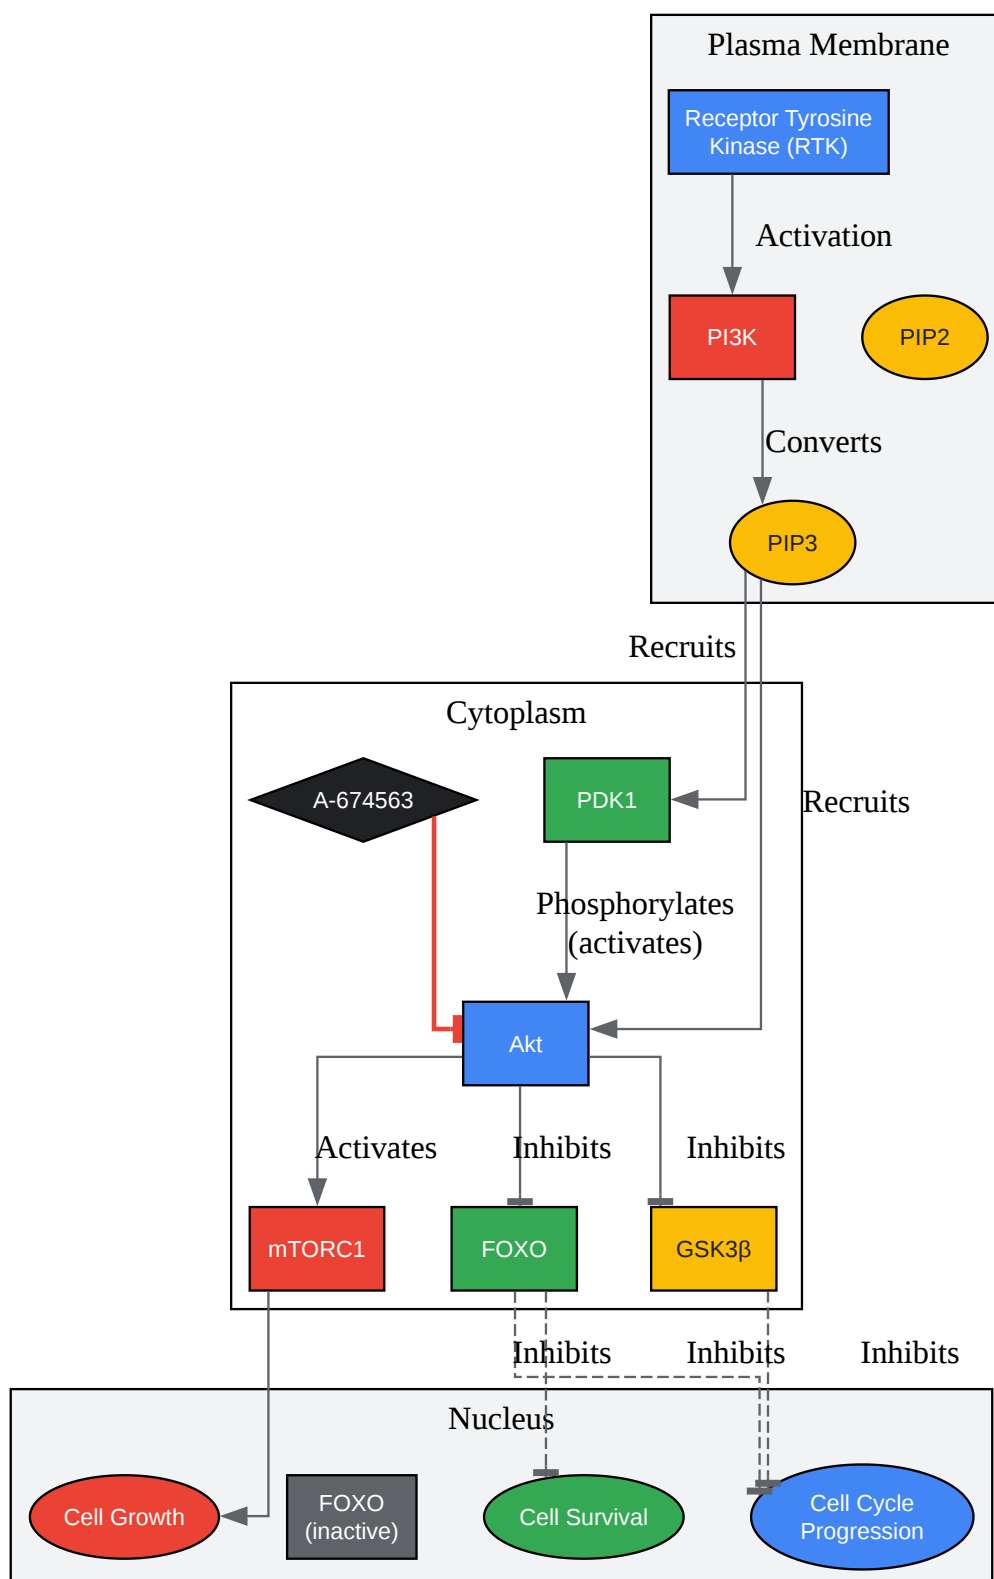 Plasma Membrane
Receptor Tyrosine
Kinase (RTK)
Activation
PI3K
PIP2
Converts
PIP3
Recruits
Cytoplasm
A-674563
PDK1
Recruits
Phosphorylates
(activates)
Akt
Activates
Inhibits
Inhibits
mTORC1
FOXO
GSK3β
Inhibits
Inhibits
Inhibits
Nucleus
Cell Growth
FOXO
(inactive)
Cell Survival
Cell Cycle
Progression